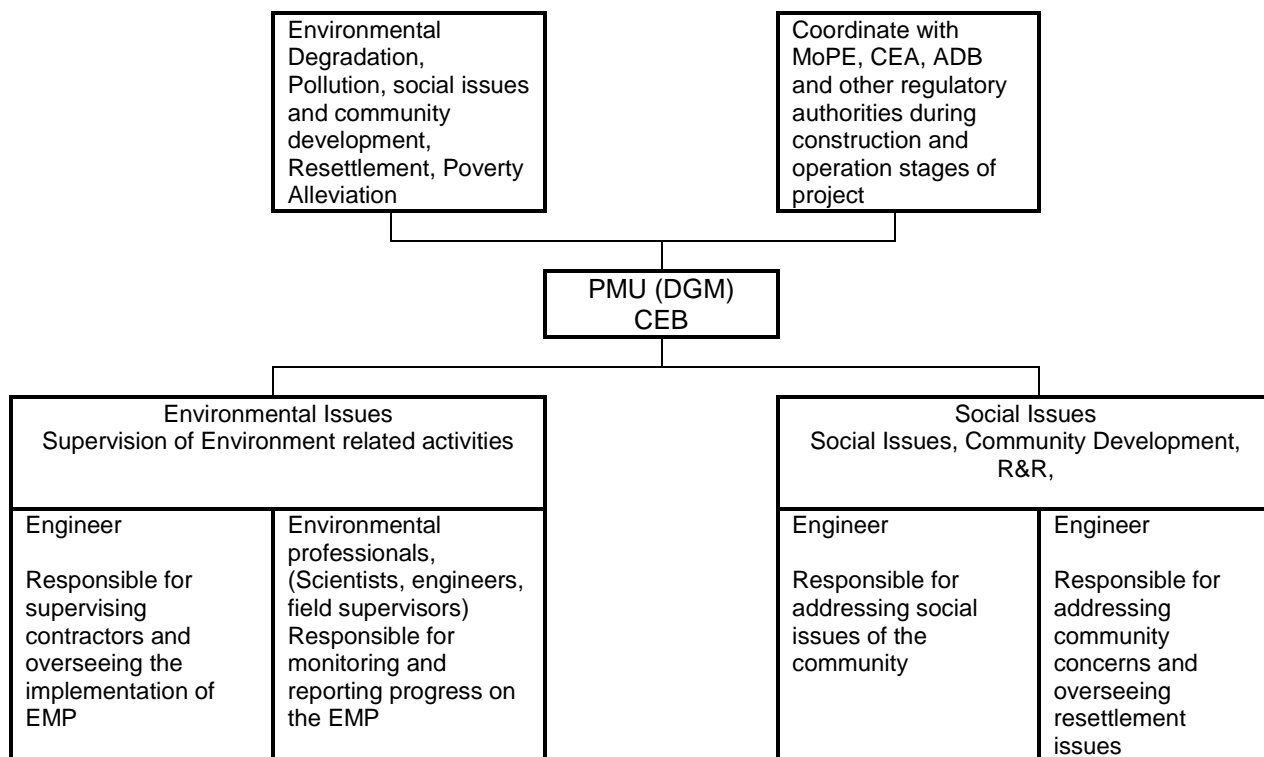 Environmental
Degradation,
Pollution, social issues
and community
development,
Resettlement, Poverty
Alleviation
Coordinate with
MoPE, CEA, ADB
and other regulatory
authorities during
construction and
operation stages of
project
PMU (DGM)
CEB
Environmental Issues
Supervision of Environment related activities
Engineer
Responsible for
supervising
contractors and
overseeing the
implementation of
EMP
Environmental
professionals,
(Scientists, engineers,
field supervisors)
Responsible for
monitoring and
reporting progress on
the EMP
Social Issues
Social Issues, Community Development,
R&R,
Engineer
Responsible for
addressing social
issues of the
community
Engineer
Responsible for
addressing
community
concerns and
overseeing
resettlement
issues